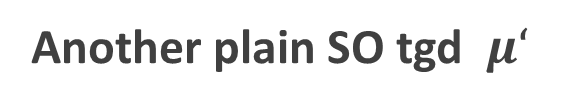 Another plain SO tgd μ‘